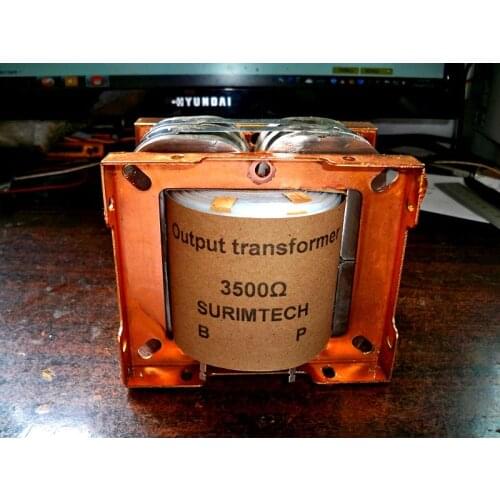 HYUNDAI
Output transformer
3500Ω
SURIMTECH
B P